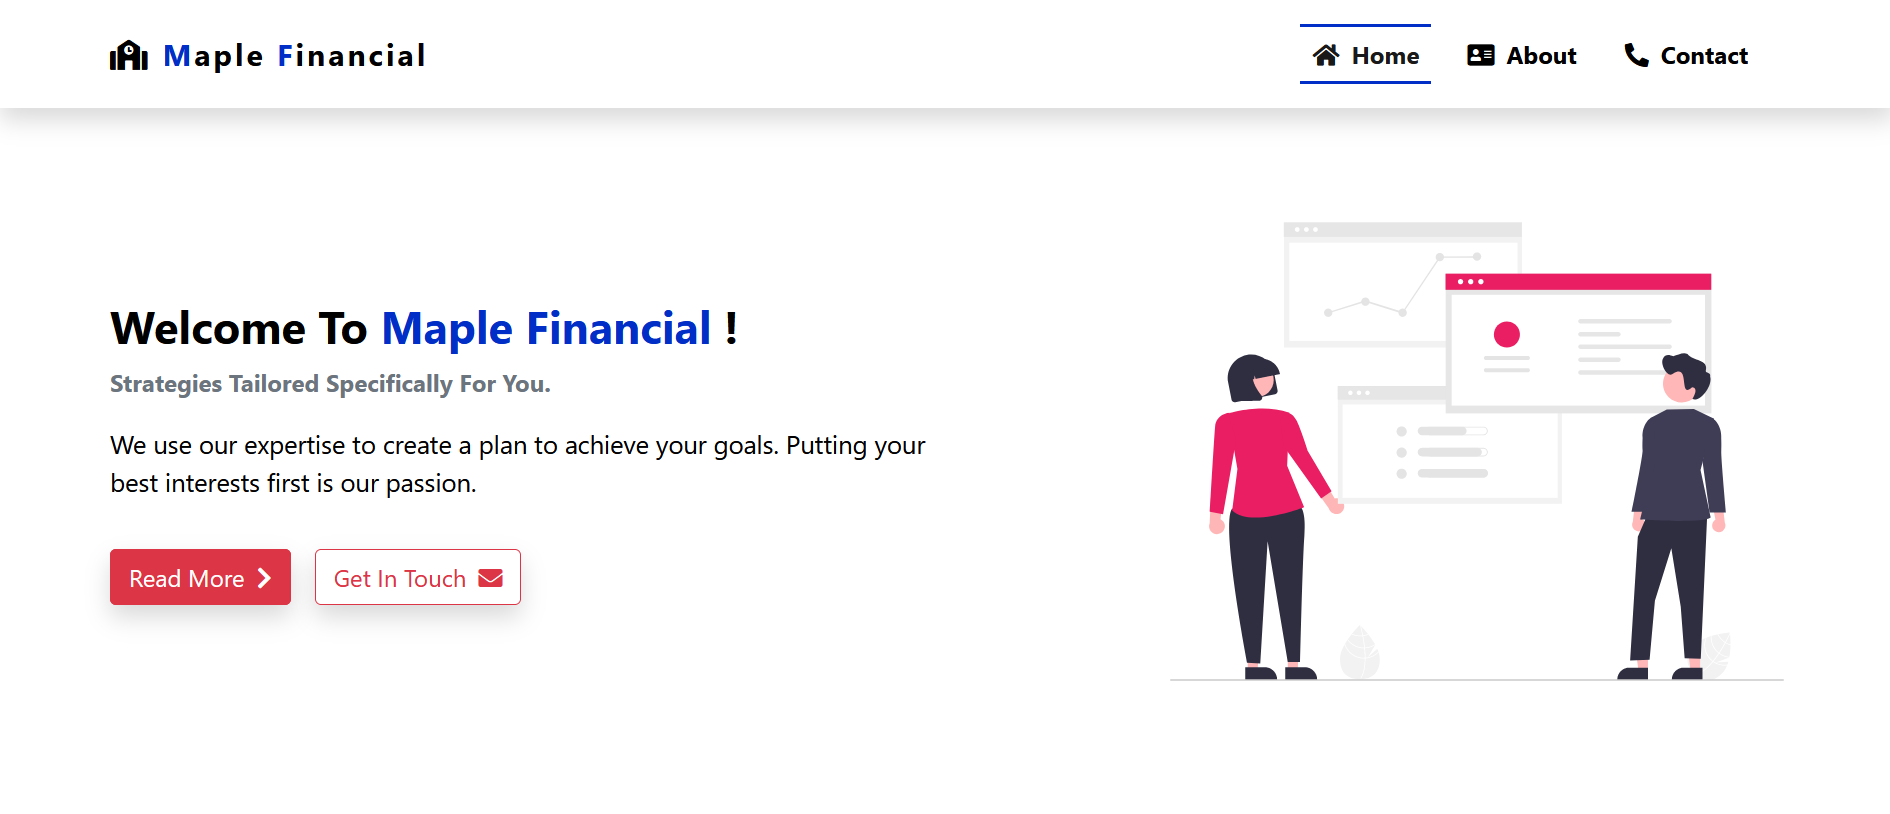 Maple Financial
Home
About
Contact
Welcome To Maple Financial !
Strategies Tailored Specifically For You.
We use our expertise to create a plan to achieve your goals. Putting your
best interests first is our passion.
Read More
Get In Touch